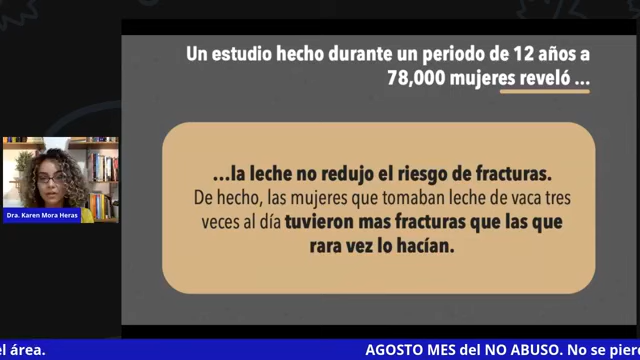 Un estudio hecho durante un periodo de 12 años a
78,000 mujeres reveló ...
...la leche no redujo el riesgo de fracturas.
De hecho, las mujeres que tomaban leche de vaca tres
veces al día tuvieron mas fracturas que las que
rara vez lo hacían.
Dra. Karen Mora Heras
el área.
AGOSTO MES del NO ABUSO. No se pierd